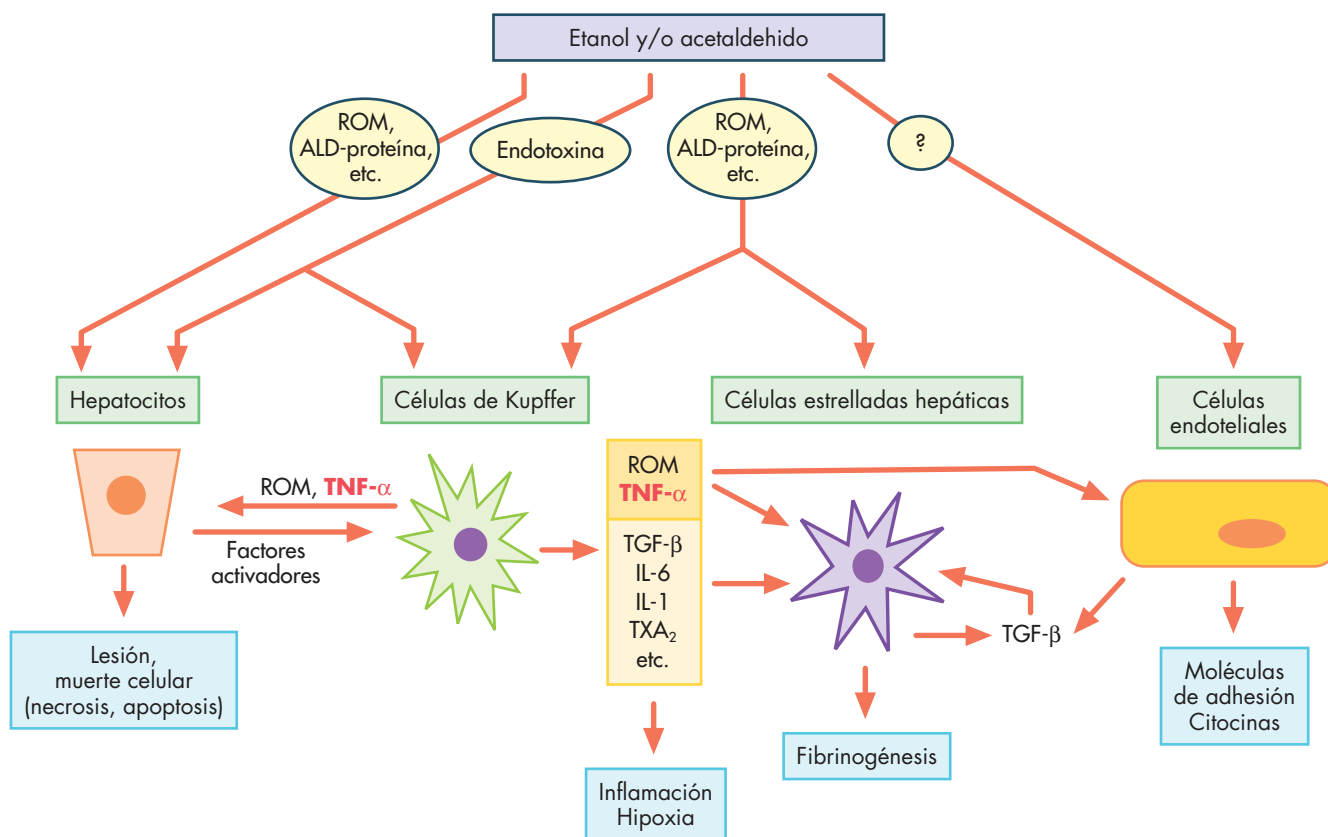 Etanol y/o acetaldehido
ROM,
ALD-proteína,
etc.
Endotoxina
ROM,
ALD-proteína,
etc.
?
Hepatocitos
Células de Kupffer
Células estrelladas hepáticas
Células
endoteliales
ROM, TNF-α
Factores
activadores
ROM
TNF-α
TGF-β
IL-6
IL-1
TXA₂
etc.
TGF-β
Lesión,
muerte celular
(necrosis, apoptosis)
Inflamación
Hipoxia
Fibrinogénesis
Moléculas
de adhesión
Citocinas